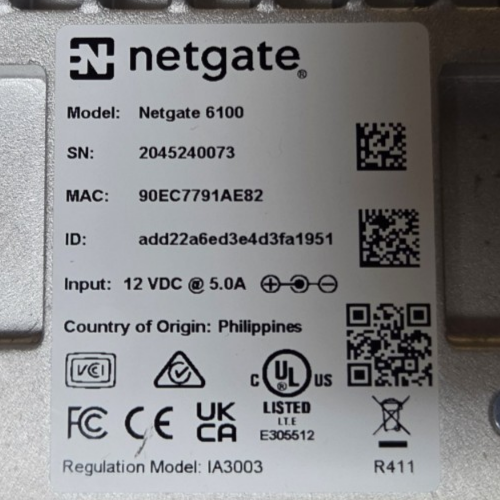 netgate®
Model: Netgate 6100
SN: 2045240073
MAC: 90EC7791AE82
ID: add22a6ed3e4d3fa1951
Input: 12 VDC @ 5.0A
Country of Origin: Philippines
VCI
C UL ® US
LISTED
I.T.E
E305512
FC CE UK CA
Regulation Model: IA3003 R411